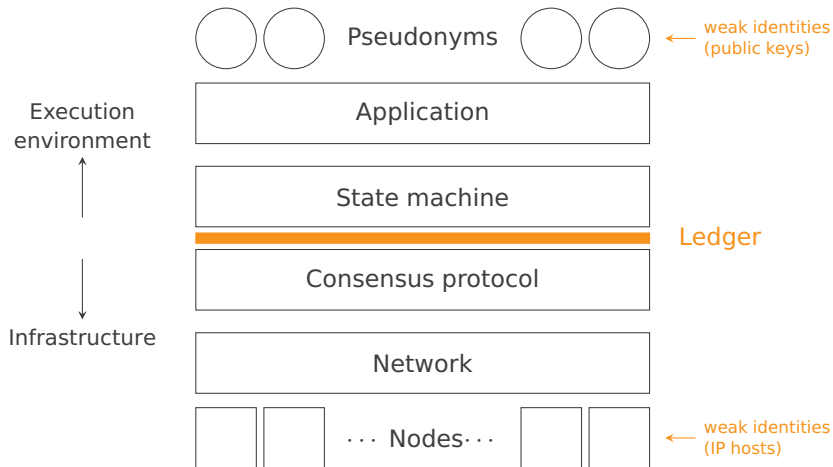 Pseudonyms
weak identities
(public keys)
Application
Execution
environment
State machine
Ledger
Consensus protocol
Infrastructure
Network
··· Nodes···
weak identities
(IP hosts)